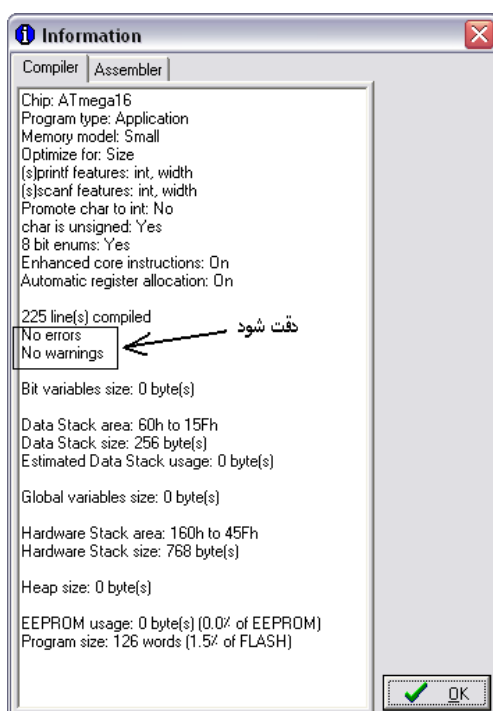 Information
Compiler Assembler
Chip: ATmega16
Program type: Application
Memory model: Small
Optimize for: Size
(s)printf features: int, width
(s)scanf features: int, width
Promote char to int: No
char is unsigned: Yes
8 bit enums: Yes
Enhanced core instructions: On
Automatic register allocation: On
225 line(s) compiled
No errors
No warnings
دقت شود
Bit variables size: 0 byte(s)
Data Stack area: 60h to 15Fh
Data Stack size: 256 byte(s)
Estimated Data Stack usage: 0 byte(s)
Global variables size: 0 byte(s)
Hardware Stack area: 160h to 45Fh
Hardware Stack size: 768 byte(s)
Heap size: 0 byte(s)
EEPROM usage: 0 byte(s) (0.0% of EEPROM)
Program size: 126 words (1.5% of FLASH)
OK